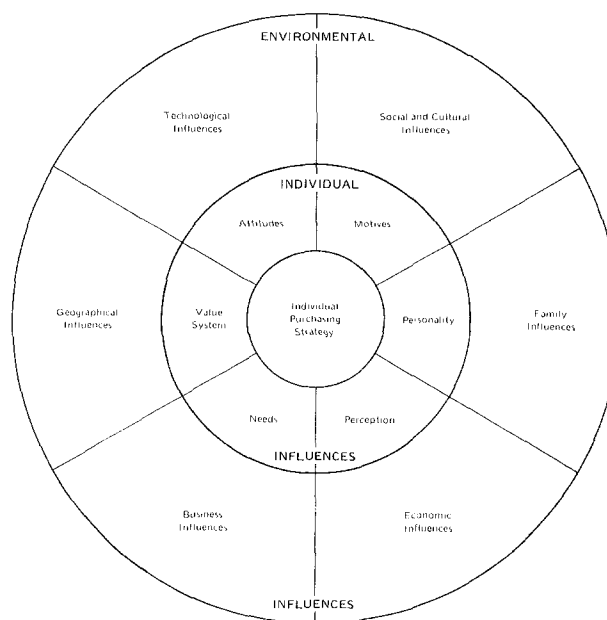 ENVIRONMENTAL
Technological
Influences
Social and Cultural
Influences
INDIVIDUAL
Attitudes
Motives
Geographical
Influences
Value
System
Individual
Purchasing
Strategy
Personality
Family
Influences
Needs
Perception
INFLUENCES
Business
Influences
Economic
Influences
INFLUENCES